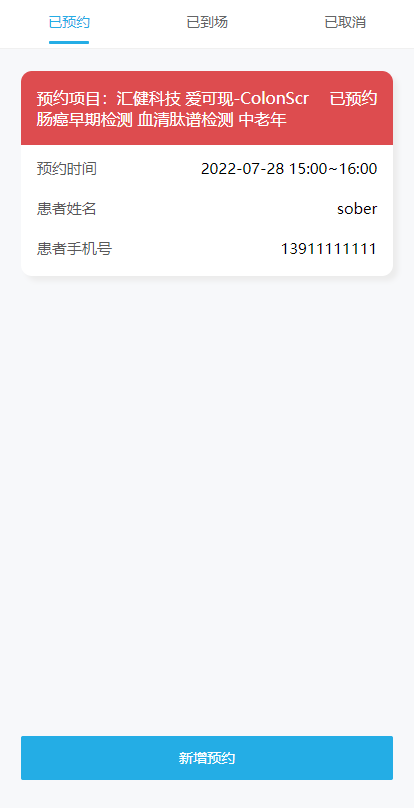 已预约 已到场 已取消
预约项目：汇健科技 爱可现-ColonScr 已预约
肠癌早期检测 血清肽谱检测 中老年
预约时间 2022-07-28 15:00~16:00
患者姓名 sober
患者手机号 13911111111
新增预约